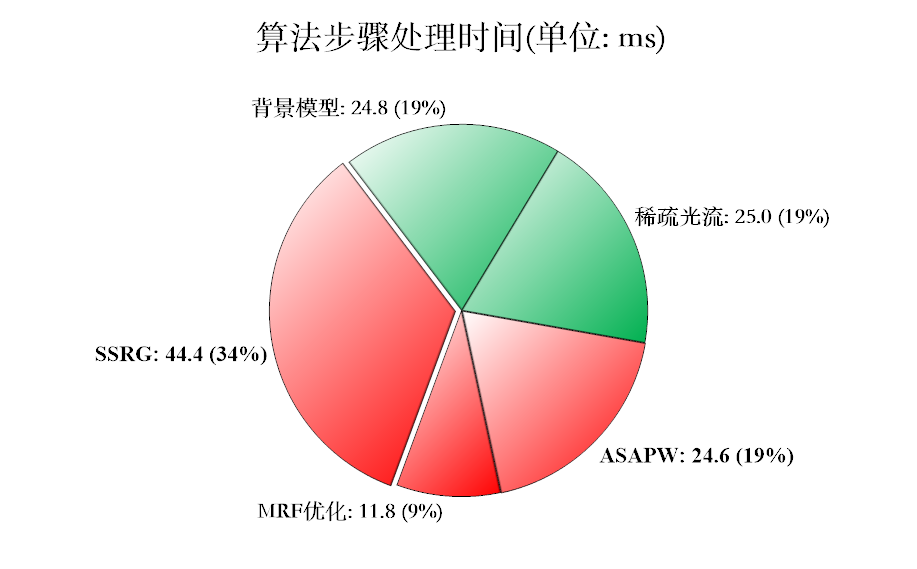 算法步骤处理时间(单位: ms)
背景模型: 24.8 (19%)
稀疏光流: 25.0 (19%)
SSRG: 44.4 (34%)
ASAPW: 24.6 (19%)
MRF优化: 11.8 (9%)